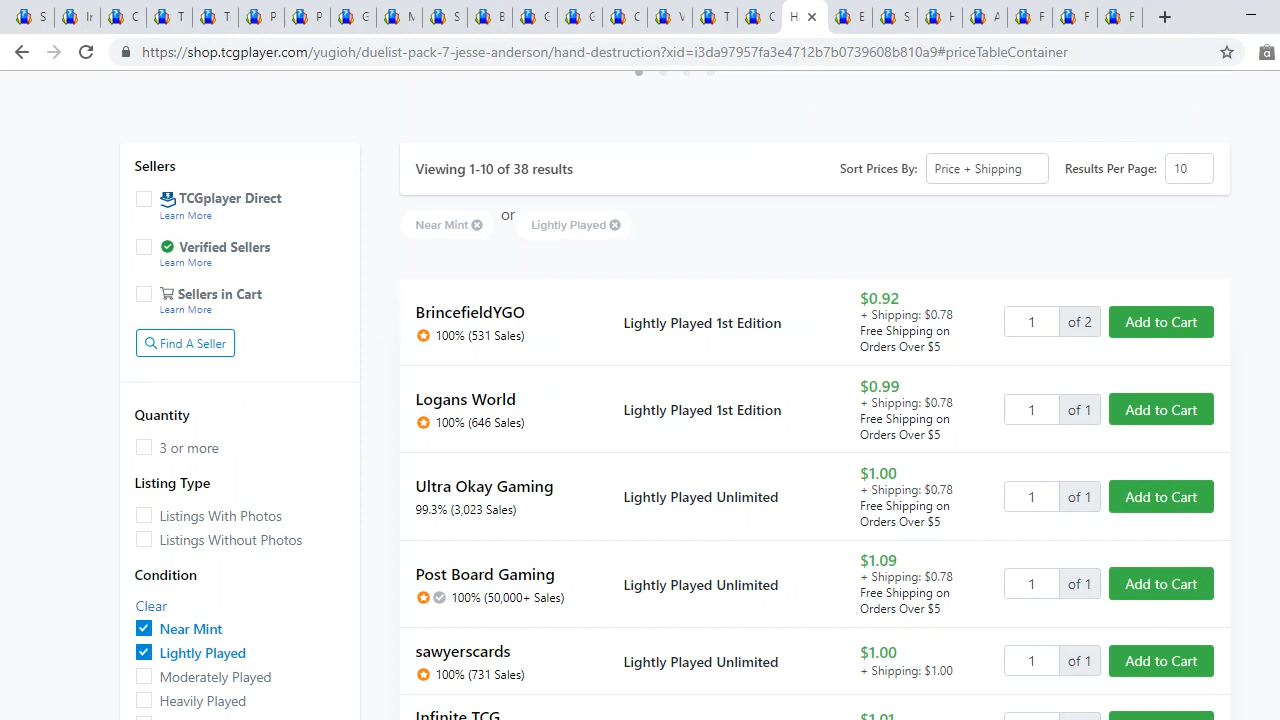 S
Ir
C
T
T
P
P
G
M
S
B
C
C
C
V
T
C
H
E
S
H
A
F
F
F
https://shop.tcgplayer.com/yugioh/duelist-pack-7-jesse-anderson/hand-destruction?xid=i3da97957fa3e4712b7b0739608b810a9#priceTableContainer
Sellers
TCGplayer Direct
Learn More
Verified Sellers
Learn More
Sellers in Cart
Learn More
Find A Seller
Quantity
3 or more
Listing Type
Listings With Photos
Listings Without Photos
Condition
Clear
Near Mint
Lightly Played
Moderately Played
Heavily Played
Viewing 1-10 of 38 results
Sort Prices By: Price + Shipping
Results Per Page: 10
Near Mint or Lightly Played
BrincefieldYGO
100% (531 Sales)
Lightly Played 1st Edition
$0.92
+ Shipping: $0.78
Free Shipping on
Orders Over $5
1 of 2
Add to Cart
Logans World
100% (646 Sales)
Lightly Played 1st Edition
$0.99
+ Shipping: $0.78
Free Shipping on
Orders Over $5
1 of 1
Add to Cart
Ultra Okay Gaming
99.3% (3,023 Sales)
Lightly Played Unlimited
$1.00
+ Shipping: $0.78
Free Shipping on
Orders Over $5
1 of 1
Add to Cart
Post Board Gaming
100% (50,000+ Sales)
Lightly Played Unlimited
$1.09
+ Shipping: $0.78
Free Shipping on
Orders Over $5
1 of 1
Add to Cart
sawyerscards
100% (731 Sales)
Lightly Played Unlimited
$1.00
+ Shipping: $1.00
1 of 1
Add to Cart
Infinite TCG
$1.01